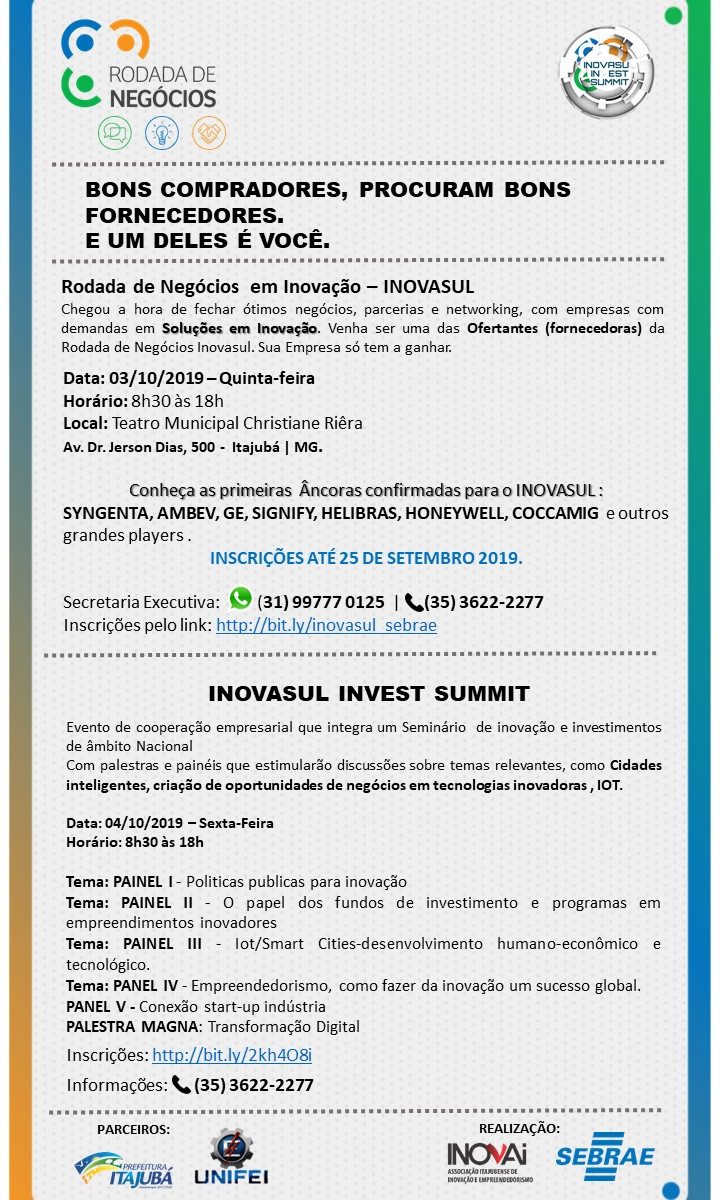 RODADA DE
NEGÓCIOS
INOVASU
INVEST
SUMMIT
BONS COMPRADORES, PROCURAM BONS
FORNECEDORES.
E UM DELES É VOCÊ.
Rodada de Negócios em Inovação – INOVASUL
Chegou a hora de fechar ótimos negócios, parcerias e networking, com empresas com
demandas em Soluções em Inovação. Venha ser uma das Ofertantes (fornecedoras) da
Rodada de Negócios Inovasul. Sua Empresa só tem a ganhar.
Data: 03/10/2019 – Quinta-feira
Horário: 8h30 às 18h
Local: Teatro Municipal Christiane Riêra
Av. Dr. Jerson Dias, 500 - Itajubá | MG.
Conheça as primeiras Âncoras confirmadas para o INOVASUL :
SYNGENTA, AMBEV, GE, SIGNIFY, HELIBRAS, HONEYWELL, COCCAMIG e outros
grandes players .
INSCRIÇÕES ATÉ 25 DE SETEMBRO 2019.
Secretaria Executiva: (31) 99777 0125 | (35) 3622-2277
Inscrições pelo link: http://bit.ly/inovasul_sebrae
INOVASUL INVEST SUMMIT
Evento de cooperação empresarial que integra um Seminário de inovação e investimentos
de âmbito Nacional
Com palestras e painéis que estimularão discussões sobre temas relevantes, como Cidades
inteligentes, criação de oportunidades de negócios em tecnologias inovadoras , IOT.
Data: 04/10/2019 – Sexta-Feira
Horário: 8h30 às 18h
Tema: PAINEL I - Politicas publicas para inovação
Tema: PAINEL II - O papel dos fundos de investimento e programas em
empreendimentos inovadores
Tema: PAINEL III - Iot/Smart Cities-desenvolvimento humano-econômico e
tecnológico.
Tema: PANEL IV - Empreendedorismo, como fazer da inovação um sucesso global.
PANEL V - Conexão start-up indústria
PALESTRA MAGNA: Transformação Digital
Inscrições: http://bit.ly/2kh4O8i
Informações: (35) 3622-2277
PARCEIROS:
REALIZAÇÃO:
PREFEITURA
ITAJUBÁ
UNIFEI
INOVAi
ASSOCIAÇÃO ITAJUBENSE DE
INOVAÇÃO E EMPREENDEDORISMO
SEBRAE